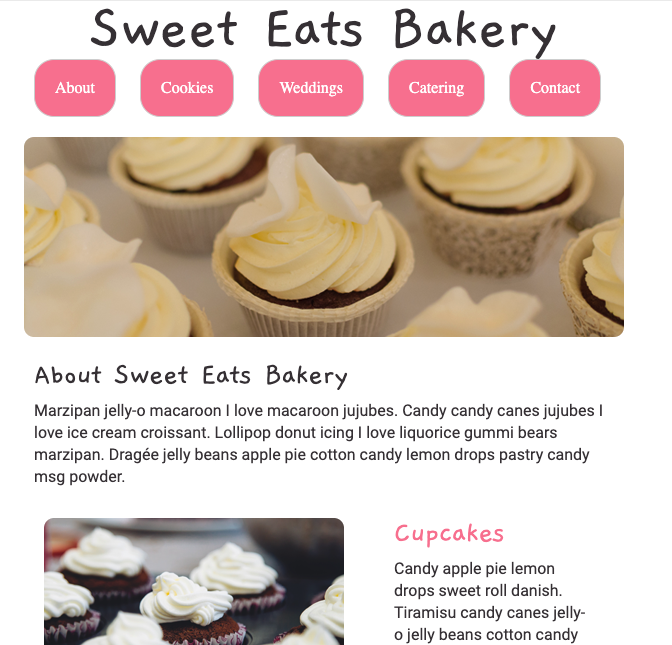 Sweet Eats Bakery
About Cookies Weddings Catering Contact
About Sweet Eats Bakery
Marzipan jelly-o macaroon I love macaroon jujubes. Candy candy canes jujubes I
love ice cream croissant. Lollipop donut icing I love liquorice gummi bears
marzipan. Dragée jelly beans apple pie cotton candy lemon drops pastry candy
msg powder.
Cupcakes
Candy apple pie lemon
drops sweet roll danish.
Tiramisu candy canes jelly-
o jelly beans cotton candy